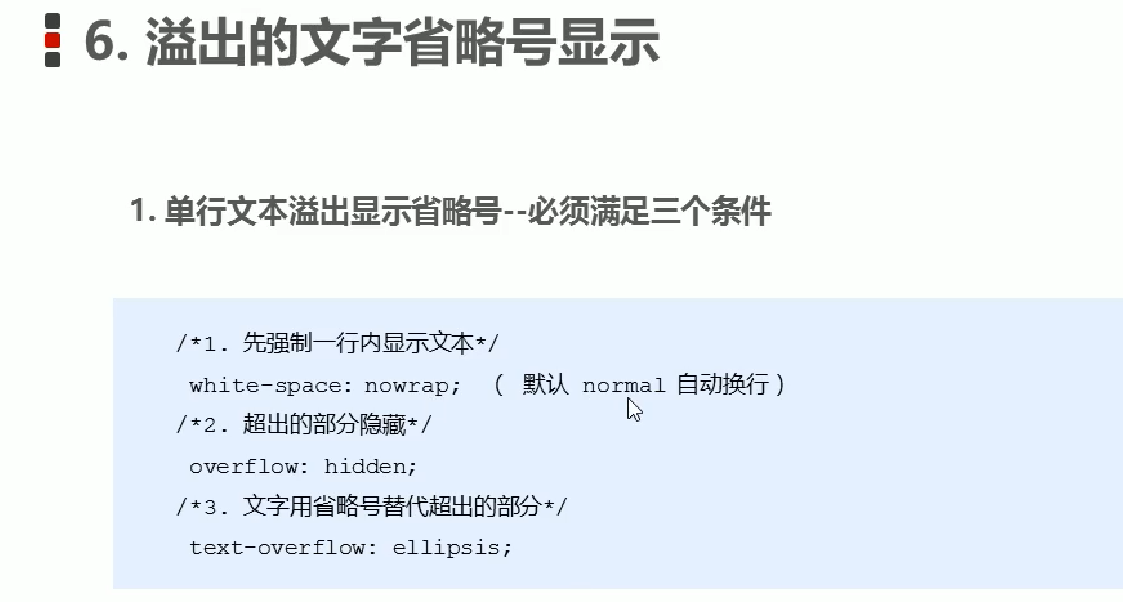 6. 溢出的文字省略号显示
1. 单行文本溢出显示省略号--必须满足三个条件
/*1. 先强制一行内显示文本*/
white-space: nowrap; （ 默认 normal 自动换行）
/*2. 超出的部分隐藏*/
overflow: hidden;
/*3. 文字用省略号替代超出的部分*/
text-overflow: ellipsis;